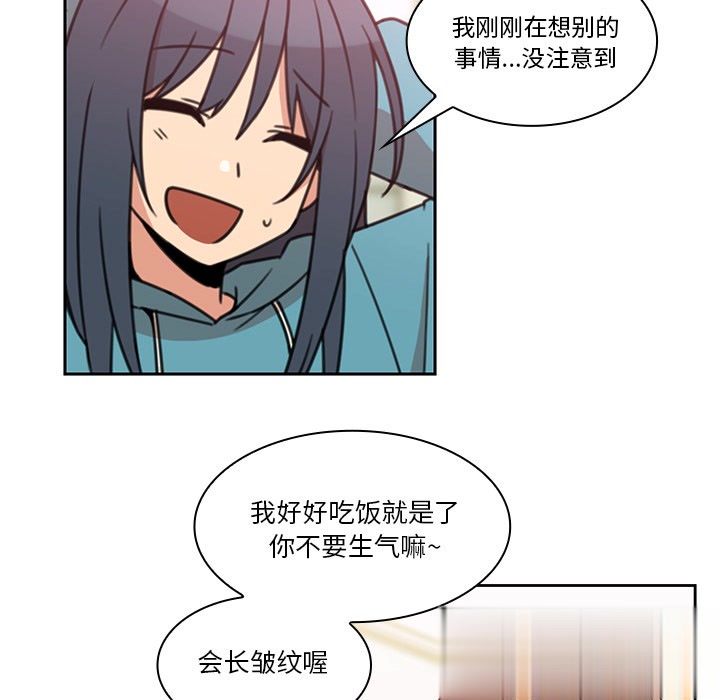 我刚刚在想别的
事情...没注意到
我好好吃饭就是了
你不要生气嘛~
会长皱纹喔